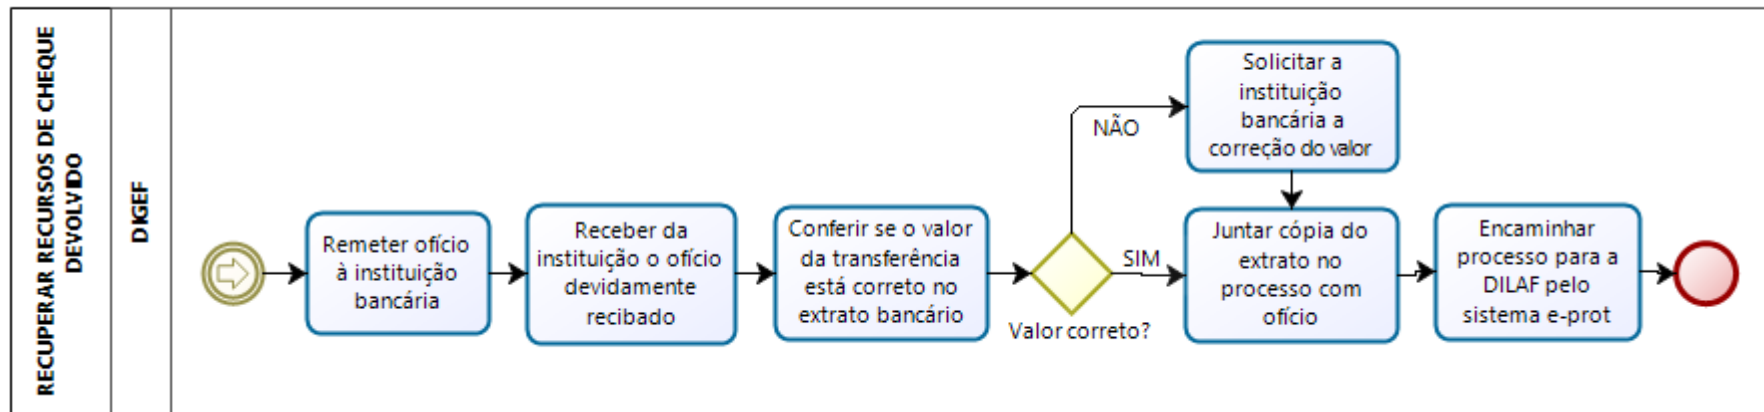 RECUPERAR RECURSOS DE CHEQUE
DEVOLVIDO
DIGEF
Remeter ofício
à instituição
bancária
Receber da
instituição o ofício
devidamente
recibado
Conferir se o valor
da transferência
está correto no
extrato bancário
Valor correto?
NÃO
Solicitar a
instituição
bancária a
correção do valor
SIM
Juntar cópia do
extrato no
processo com
ofício
Encaminhar
processo para a
DILAF pelo
sistema e-prot